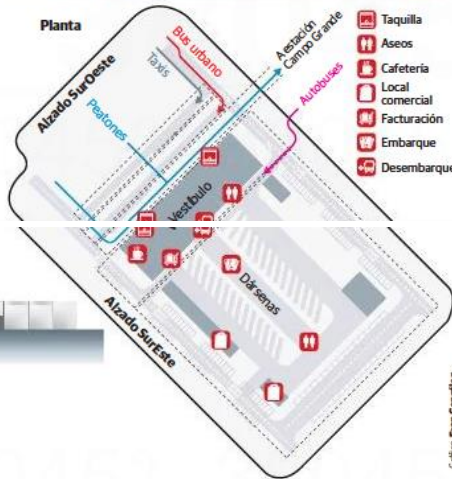 Planta
Alzado SurOeste
Taxis
Bus urbano
A estación
Campo Grande
Peatones
Autobuses
Taquilla
Aseos
Cafetería
Local
comercial
Facturación
Embarque
Desembarque
Vestíbulo
Dársenas
Alzado SurEste